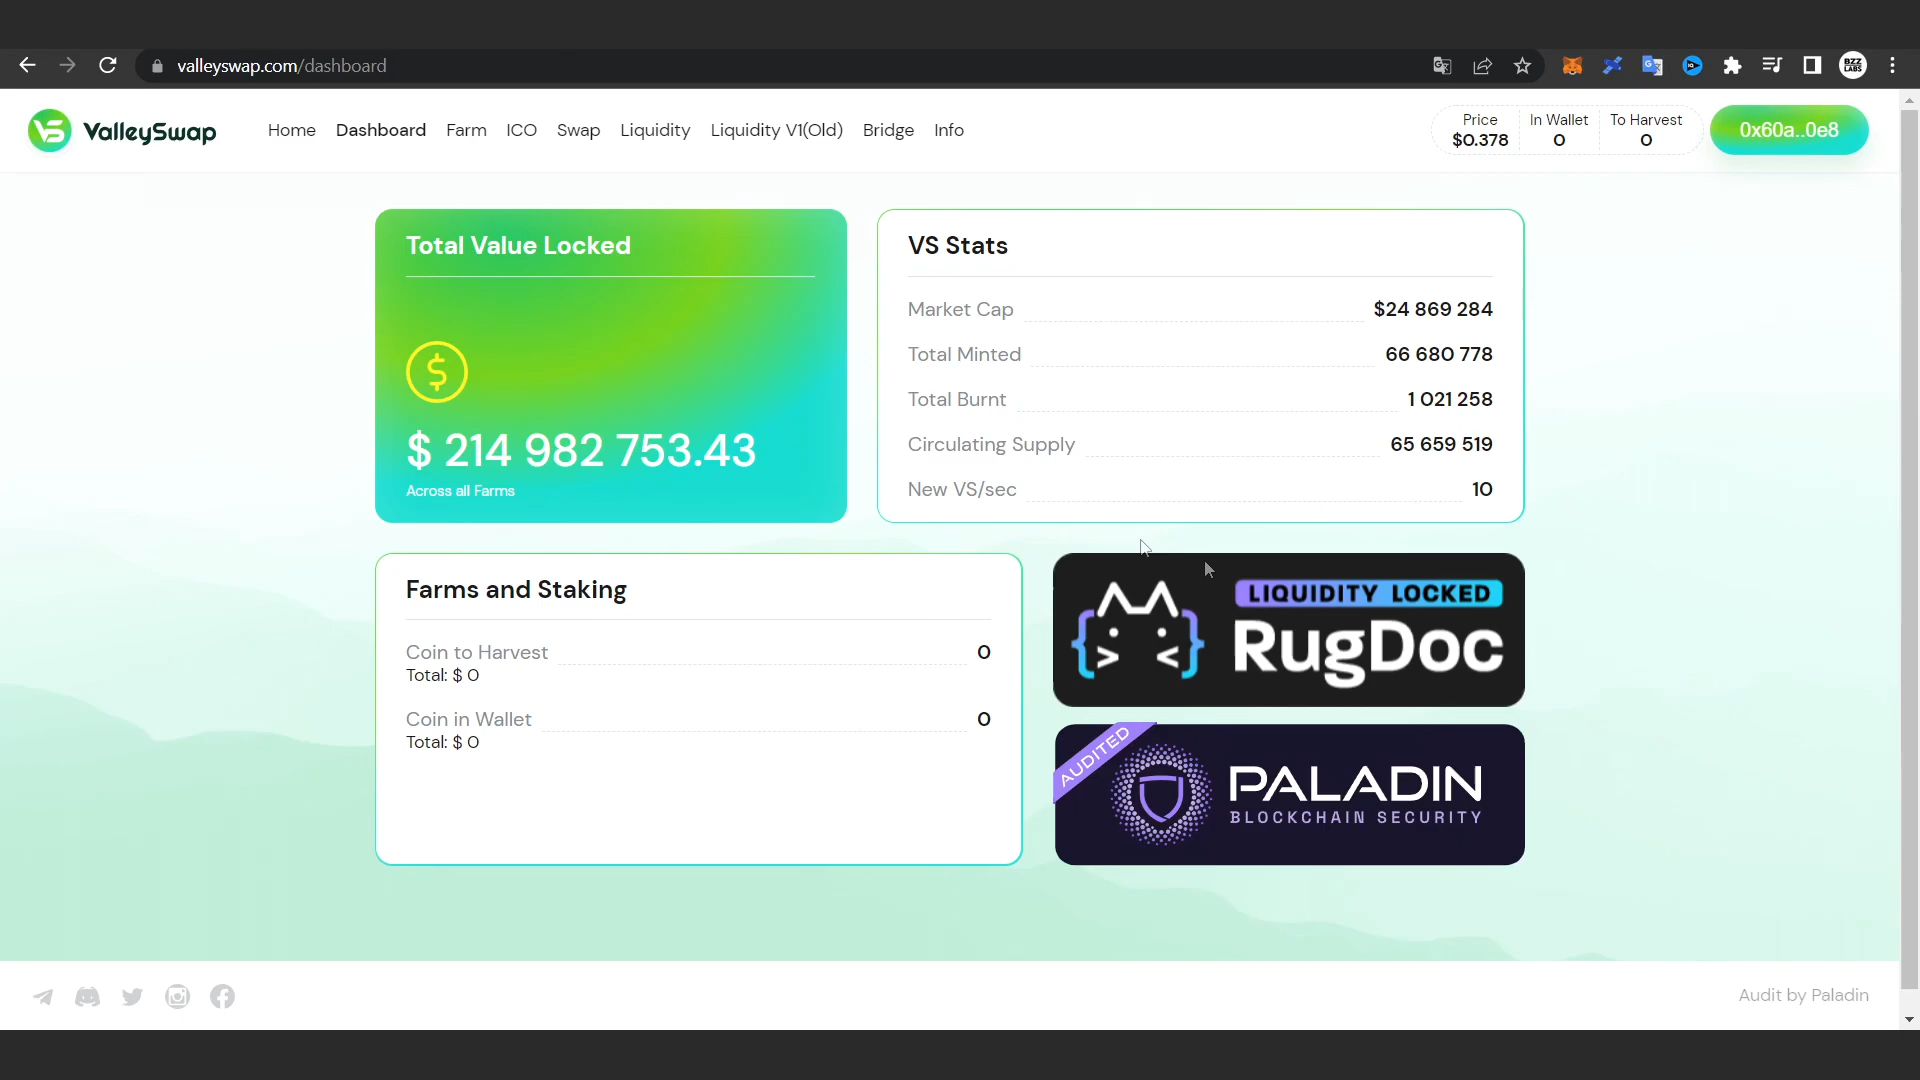 valleyswap.com/dashboard
BZZ
LABS
ValleySwap
Home
Dashboard
Farm
ICO
Swap
Liquidity
Liquidity V1(Old)
Bridge
Info
Price
$0.378
In Wallet
0
To Harvest
0
0x60a..0e8
Total Value Locked
$ 214 982 753.43
Across all Farms
VS Stats
Market Cap $24 869 284
Total Minted 66 680 778
Total Burnt 1 021 258
Circulating Supply 65 659 519
New VS/sec 10
Farms and Staking
Coin to Harvest 0
Total: $ 0
Coin in Wallet 0
Total: $ 0
LIQUIDITY LOCKED
RugDoc
AUDITED
PALADIN
BLOCKCHAIN SECURITY
Audit by Paladin